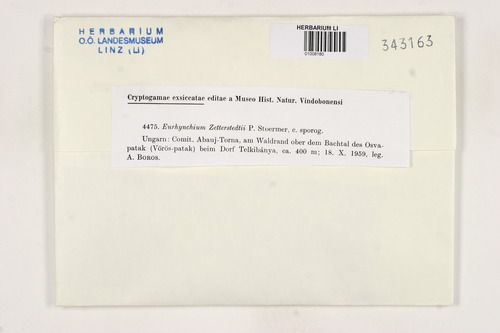 HERBARIUM
O.Ö. LANDESMUSEUM
LINZ (LI)
HERBARIUM LI
343163
Cryptogamae exsiccatae editae a Museo Hist. Natur. Vindobonensi
4475. Eurhynchium Zetterstedtii P. Stoermer, c. sporog.
Ungarn: Comit. Abauj-Torna, am Waldrand ober dem Bachtal des Osva-
patak (Vörös-patak) beim Dorf Telkibánya, ca. 400 m; 18. X. 1959, leg.
A. Boros.